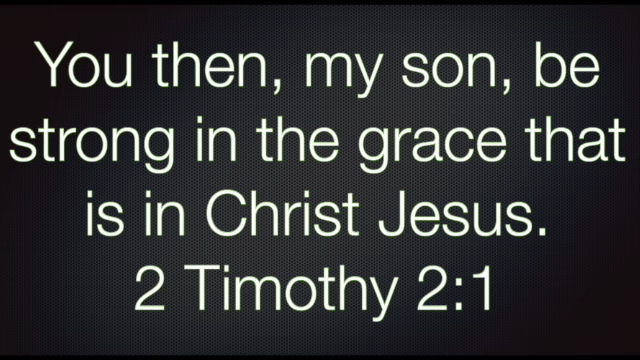 You then, my son, be
strong in the grace that
is in Christ Jesus.
2 Timothy 2:1